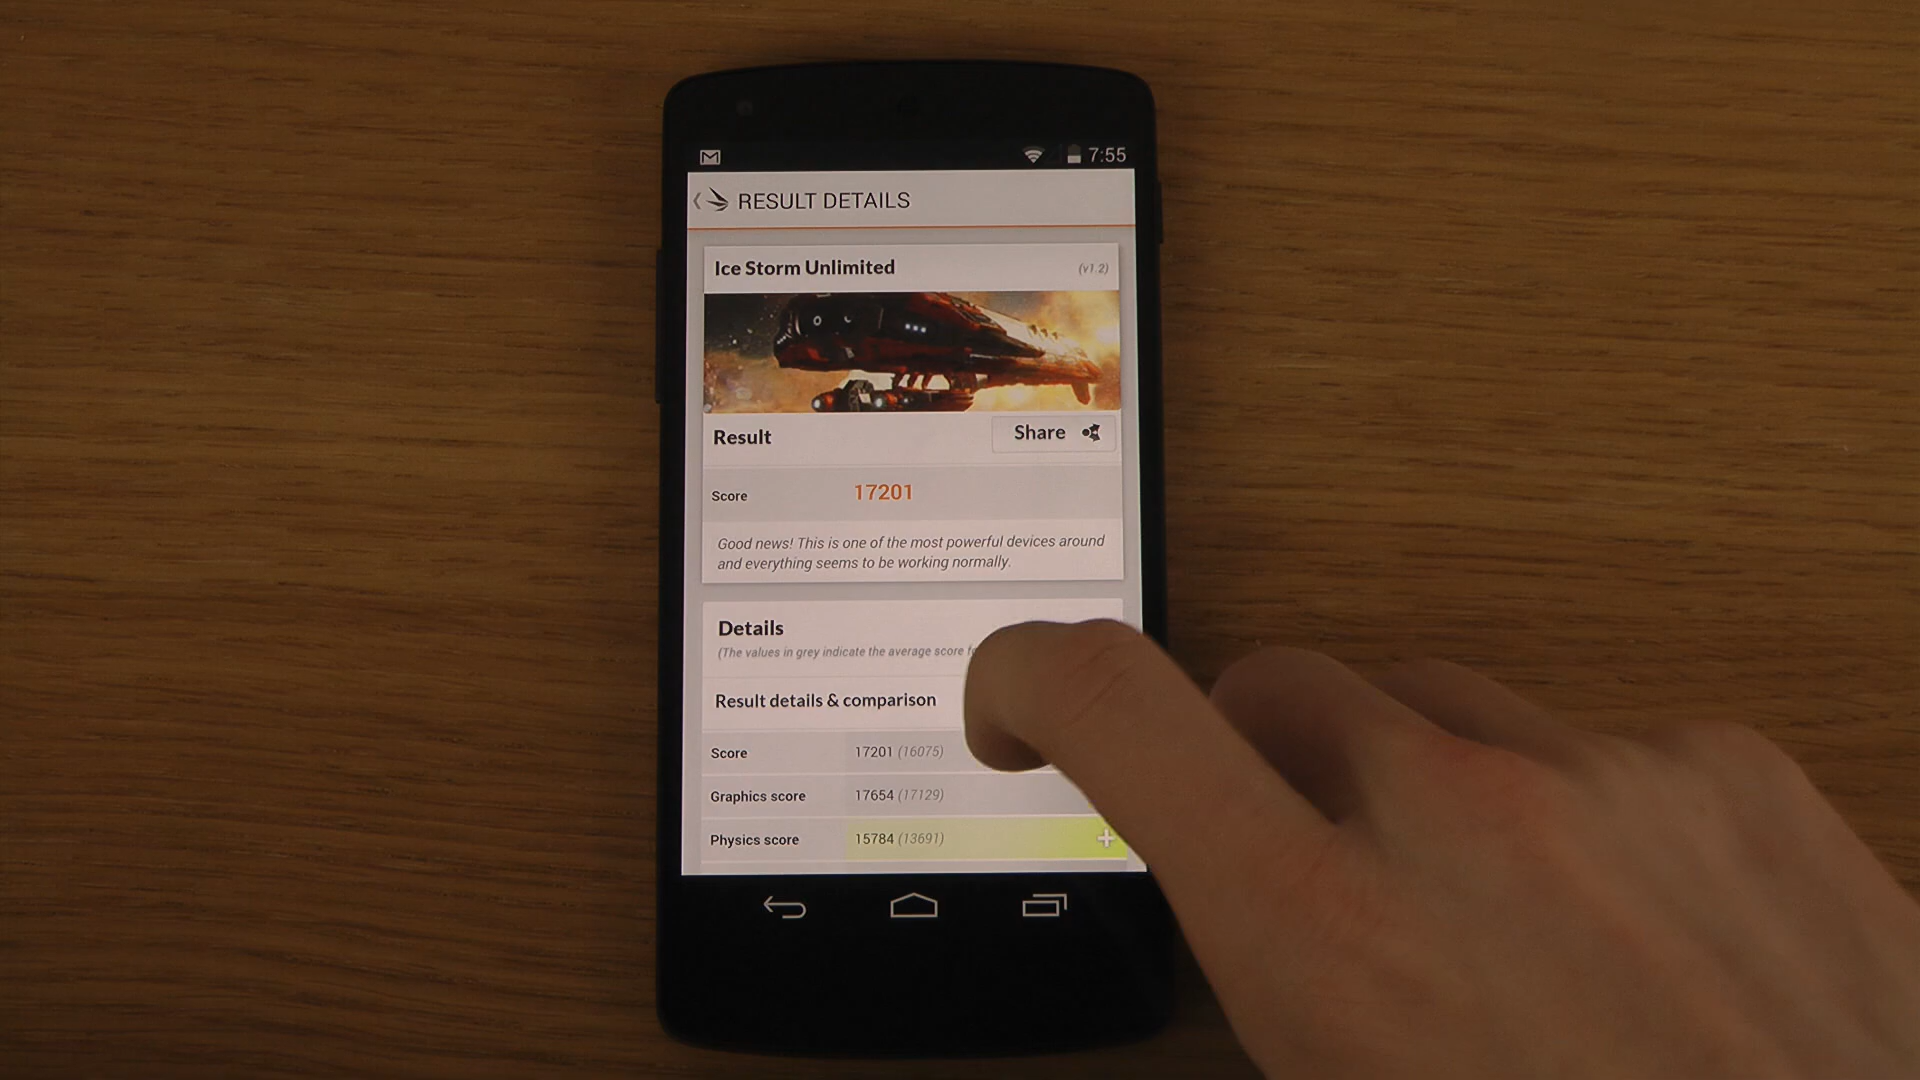 7:55
RESULT DETAILS
Ice Storm Unlimited (v1.2)
Result Share
Score 17201
Good news! This is one of the most powerful devices around
and everything seems to be working normally.
Details
(The values in grey indicate the average score
Result details & comparison
Score 17201 (16075)
Graphics score 17654 (17129)
Physics score 15784 (13691) +